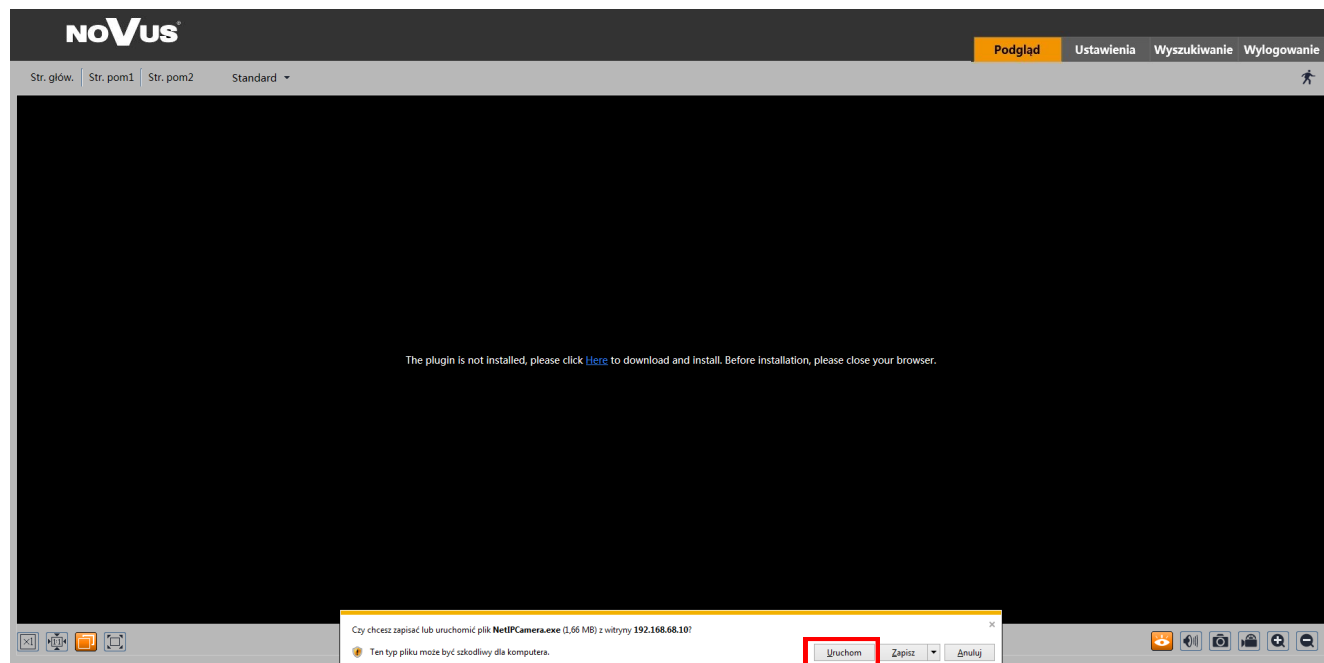 NOVUS®
Podgląd Ustawienia Wyszukiwanie Wylogowanie
Str. głów. Str. pom1 Str. pom2 Standard
The plugin is not installed, please click Here to download and install. Before installation, please close your browser.
Czy chcesz zapisać lub uruchomić plik NetIPCamera.exe (1,66 MB) z witryny 192.168.68.10?
Ten typ pliku może być szkodliwy dla komputera.
Uruchom Zapisz Anuluj
×1 1:1